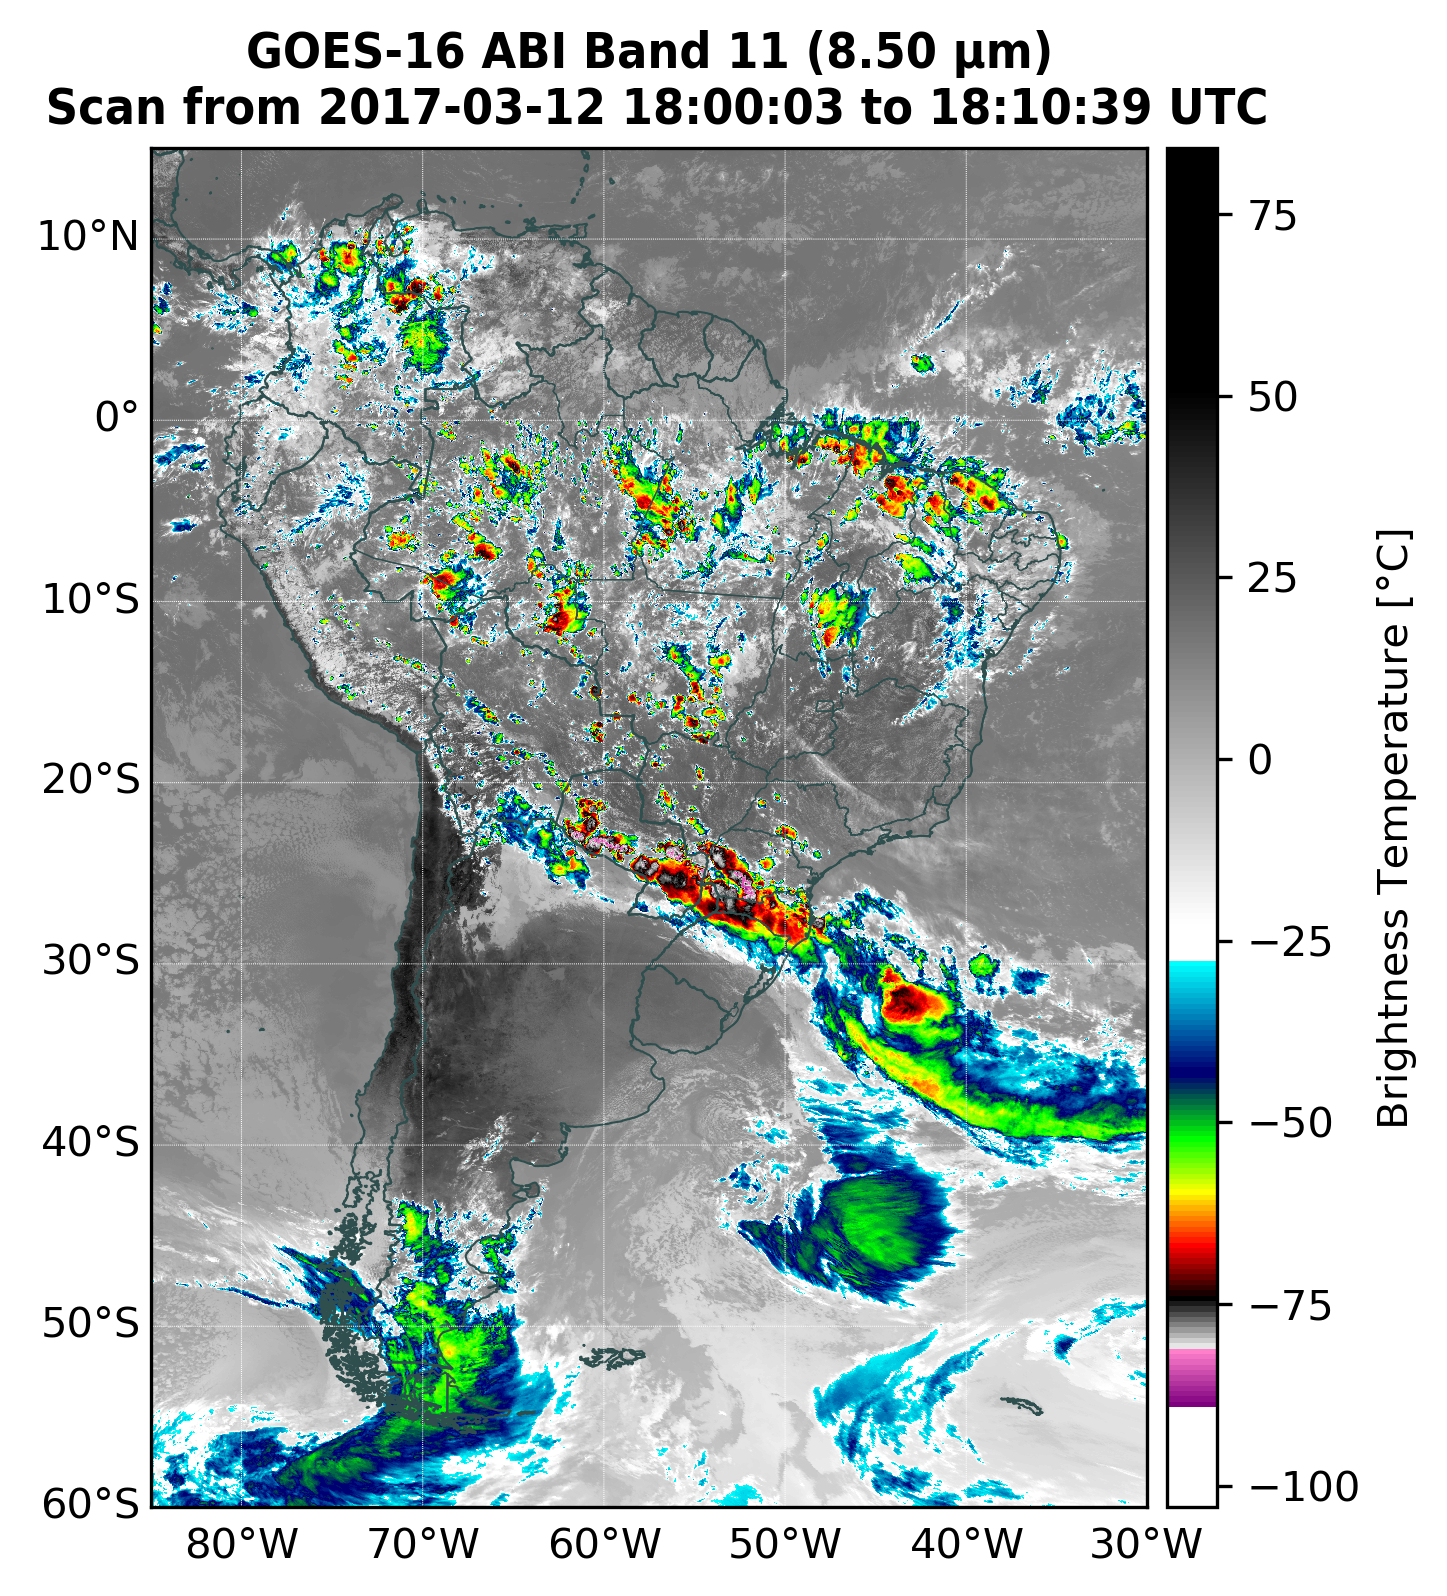 GOES-16 ABI Band 11 (8.50 µm)
Scan from 2017-03-12 18:00:03 to 18:10:39 UTC
10°N
0°
10°S
20°S
30°S
40°S
50°S
60°S
80°W 70°W 60°W 50°W 40°W 30°W
75
50
25
0
−25
−50
−75
−100
Brightness Temperature [°C]